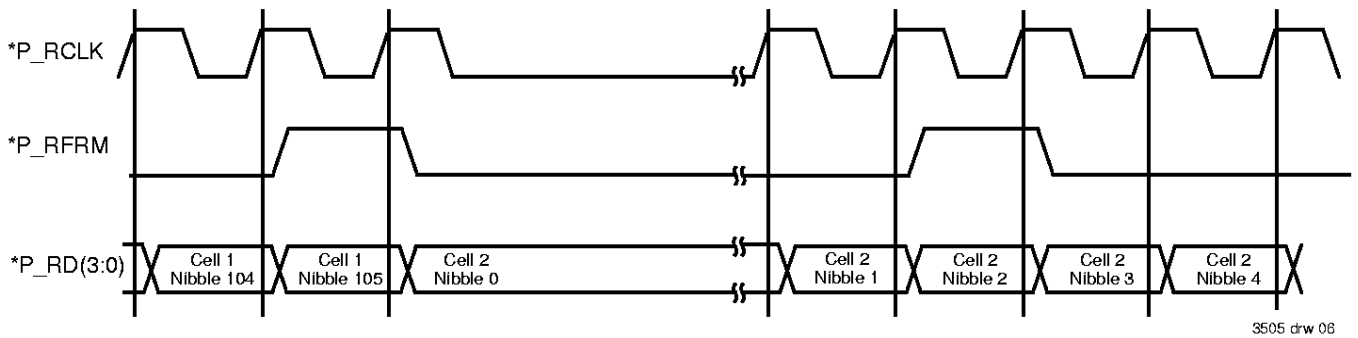 *P_RCLK
*P_RFRM
*P_RD(3:0)
Cell 1
Nibble 104
Cell 1
Nibble 105
Cell 2
Nibble 0
Cell 2
Nibble 1
Cell 2
Nibble 2
Cell 2
Nibble 3
Cell 2
Nibble 4
3505 drw 06